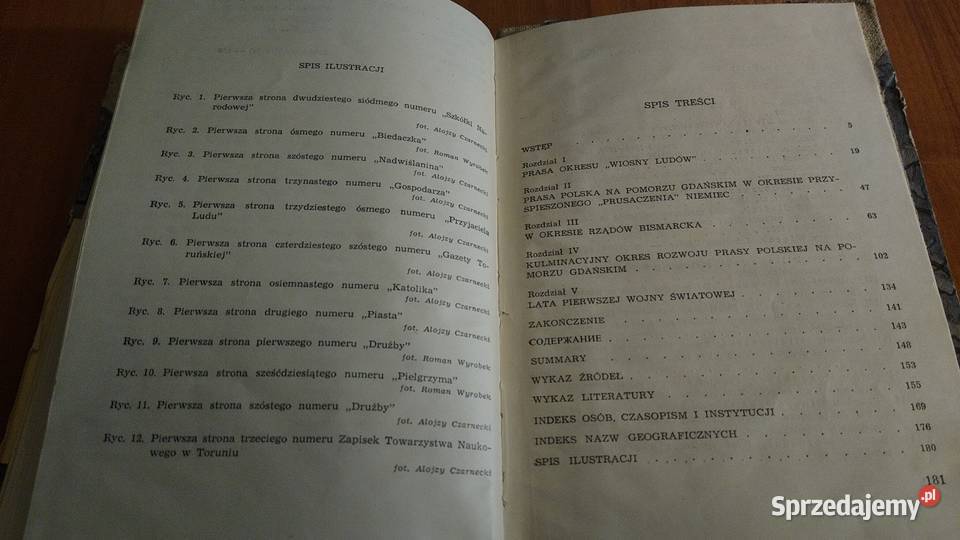 SPIS ILUSTRACJI
Ryc. 1. Pierwsza strona dwudziestego siódmego numeru „Szkółki Na-
rodowej”
fot. Alojzy Czarnecki
Ryc. 2. Pierwsza strona ósmego numeru „Biedaczka”
fot. Roman Wyrobek
Ryc. 3. Pierwsza strona szóstego numeru „Nadwiślanina”
fot. Alojzy Czarnecki
Ryc. 4. Pierwsza strona trzynastego numeru „Gospodarza”
fot. Alojzy Czarnecki
Ryc. 5. Pierwsza strona trzydziestego ósmego numeru „Przyjaciela
Ludu”
fot. Alojzy Czarnecki
Ryc. 6. Pierwsza strona czterdziestego szóstego numeru „Gazety To-
ruńskiej”
fot. Alojzy Czarnecki
Ryc. 7. Pierwsza strona osiemnastego numeru „Katolika”
fot. Alojzy Czarnecki
Ryc. 8. Pierwsza strona drugiego numeru „Piasta”
fot. Alojzy Czarnecki
Ryc. 9. Pierwsza strona pierwszego numeru „Drużby”
fot. Roman Wyrobek
Ryc. 10. Pierwsza strona sześćdziesiątego numeru „Pielgrzyma”
fot. Roman Wyrobek
Ryc. 11. Pierwsza strona szóstego numeru „Drużby”
fot. Alojzy Czarnecki
Ryc. 12. Pierwsza strona trzeciego numeru Zapisek Towarzystwa Nauko-
wego w Toruniu
fot. Alojzy Czarnecki
SPIS TREŚCI
WSTĘP . . . . . . . . . . 5
Rozdział I
PRASA OKRESU „WIOSNY LUDÓW” . . . . . . . 19
Rozdział II
PRASA POLSKA NA POMORZU GDAŃSKIM W OKRESIE PRZY-
SPIESZONEGO „PRUSACZENIA” NIEMIEC . . . . . 47
Rozdział III
W OKRESIE RZĄDÓW BISMARCKA . . . . . . . 63
Rozdział IV
KULMINACYJNY OKRES ROZWOJU PRASY POLSKIEJ NA PO-
MORZU GDAŃSKIM . . . . . . . . . 102
Rozdział V
LATA PIERWSZEJ WOJNY ŚWIATOWEJ . . . . . . 134
ZAKOŃCZENIE . . . . . . . . . 141
СОДЕРЖАНИЕ . . . . . . . . . 143
SUMMARY . . . . . . . . . 148
WYKAZ ŹRÓDEŁ . . . . . . . . . 153
WYKAZ LITERATURY . . . . . . . . 155
INDEKS OSÓB, CZASOPISM I INSTYTUCJI . . . . . 169
INDEKS NAZW GEOGRAFICZNYCH . . . . . . 176
SPIS ILUSTRACJI . . . . . . . . 180
181
Sprzedajemy.pl